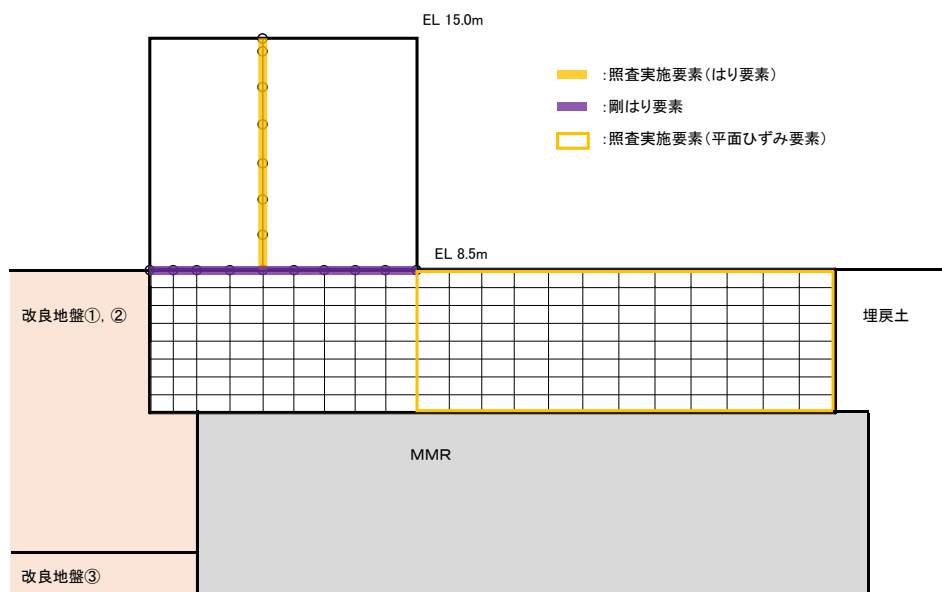 EL 15.0m
:照査実施要素(はり要素)
:剛はり要素
:照査実施要素(平面ひずみ要素)
EL 8.5m
改良地盤①, ②
埋戻土
MMR
改良地盤③